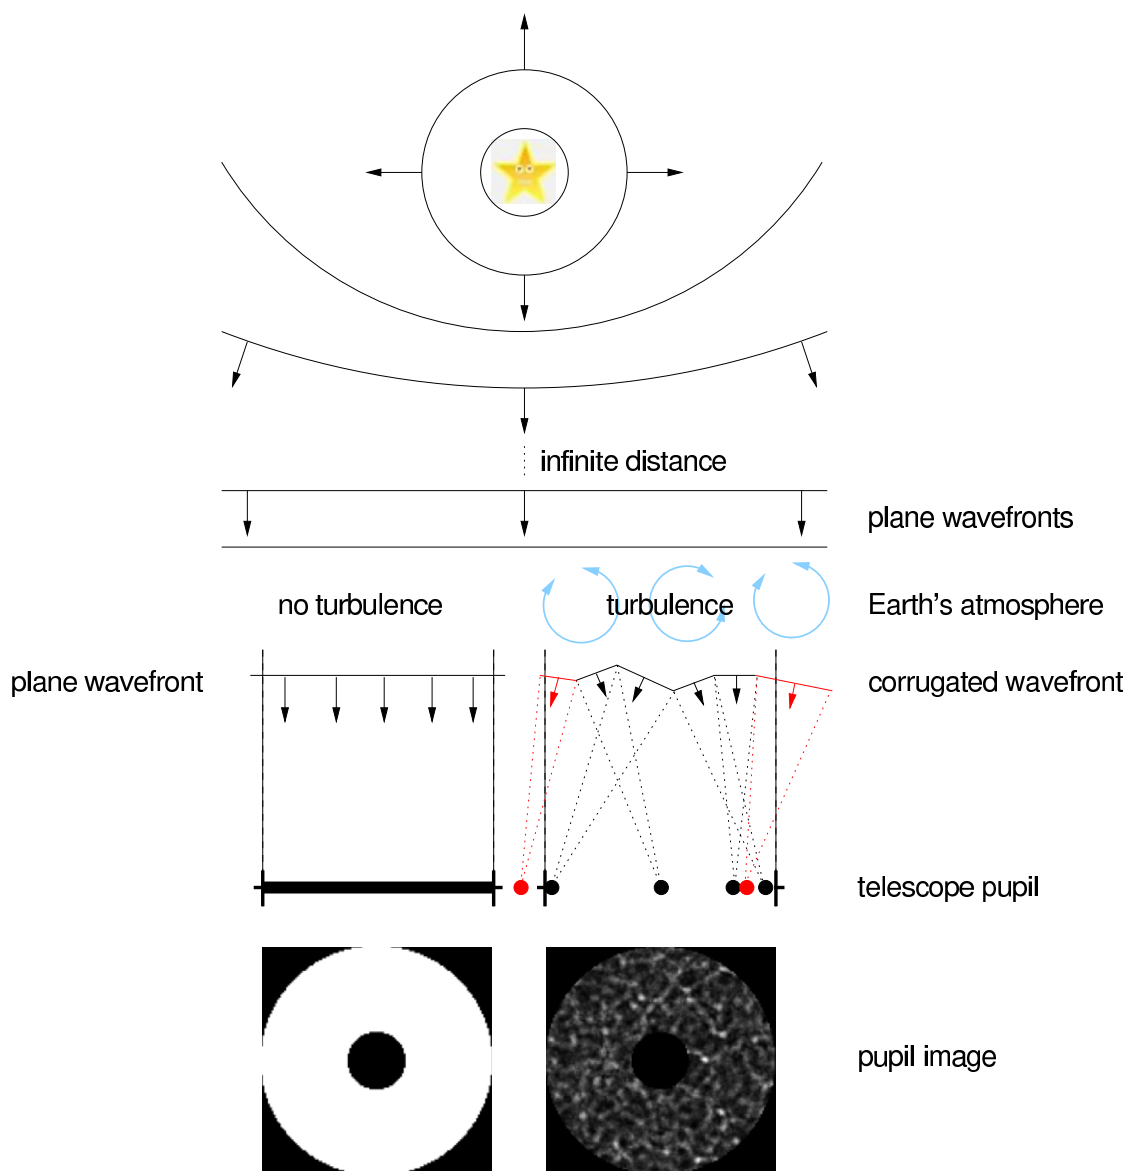 infinite distance
plane wavefronts
no turbulence
turbulence
Earth's atmosphere
plane wavefront
corrugated wavefront
telescope pupil
pupil image